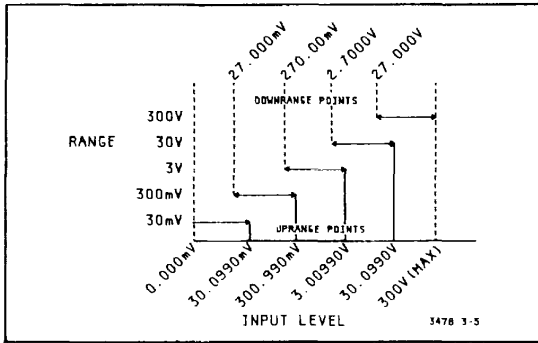 27.000mV
270.00mV
2.7000V
27.000V
DOWNRANGE POINTS
RANGE
300V
30V
3V
300mV
30mV
UPRANGE POINTS
0.000mV
30.0990mV
300.990mV
3.00990V
30.0990V
300V(MAX)
INPUT LEVEL
3478 3-5